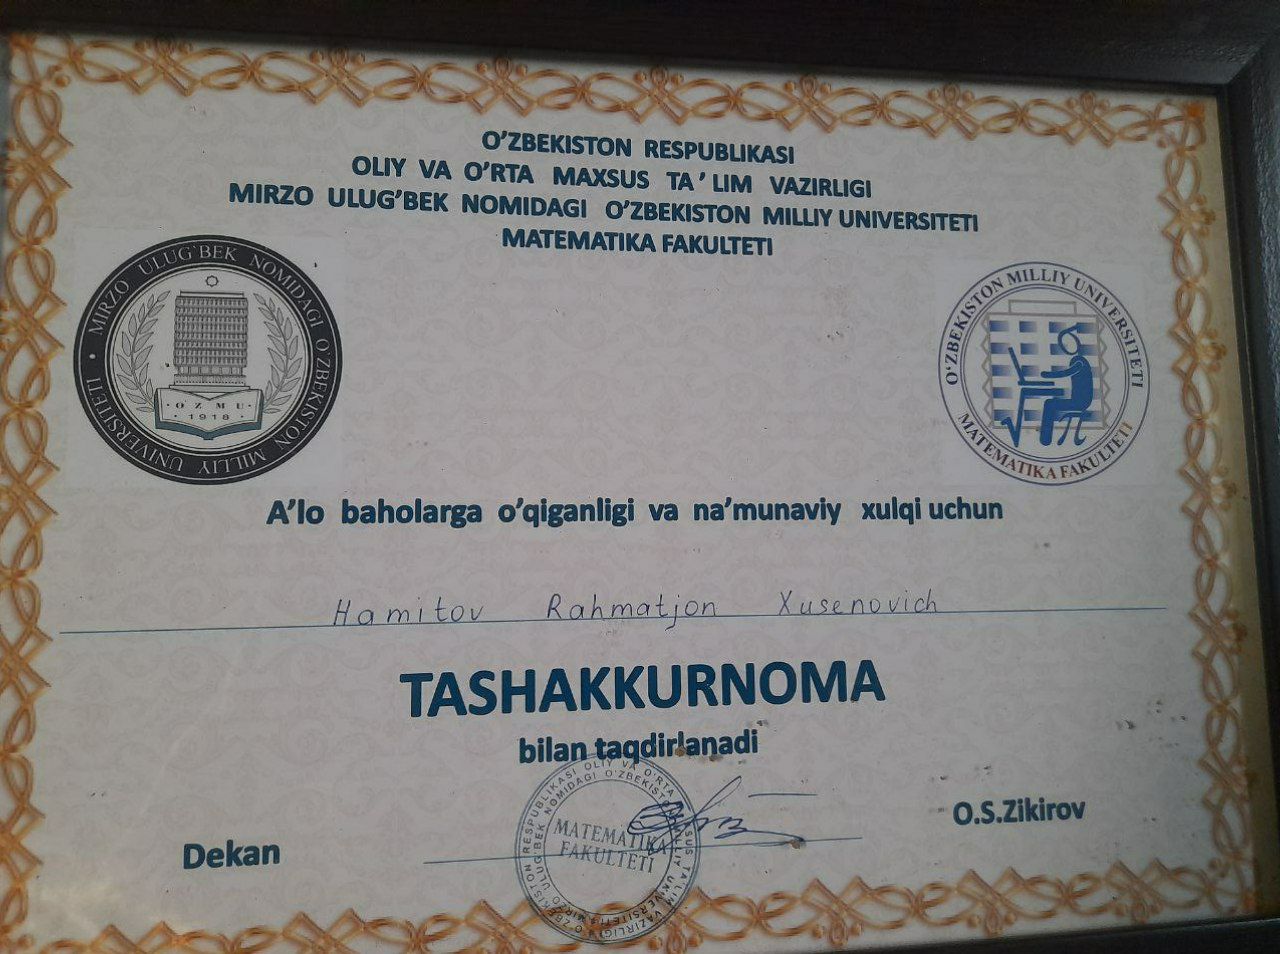 O'ZBEKISTON RESPUBLIKASI
OLIY VA O'RTA MAXSUS TA'LIM VAZIRLIGI
MIRZO ULUG'BEK NOMIDAGI O'ZBEKISTON MILLIY UNIVERSITETI
MATEMATIKA FAKULTETI
MIRZO ULUG`BEK NOMIDAGI O`ZBEKISTON MILLIY UNIVERSITETI
· O`ZMU ·
· 1918 ·
O'ZBEKISTON MILLIY UNIVERSITETI
MATEMATIKA FAKULTETI
A'lo baholarga o'qiganligi va na'munaviy xulqi uchun
Hamitov Rahmatjon Xusenovich
TASHAKKURNOMA
bilan taqdirlanadi
O'ZBEKISTON RESPUBLIKASI OLIY VA O'RTA MAXSUS TA'LIM VAZIRLIGI
MIRZO ULUG'BEK NOMIDAGI O'ZBEKISTON MILLIY UNIVERSITETI
MATEMATIKA
FAKULTETI
Dekan
O.S.Zikirov